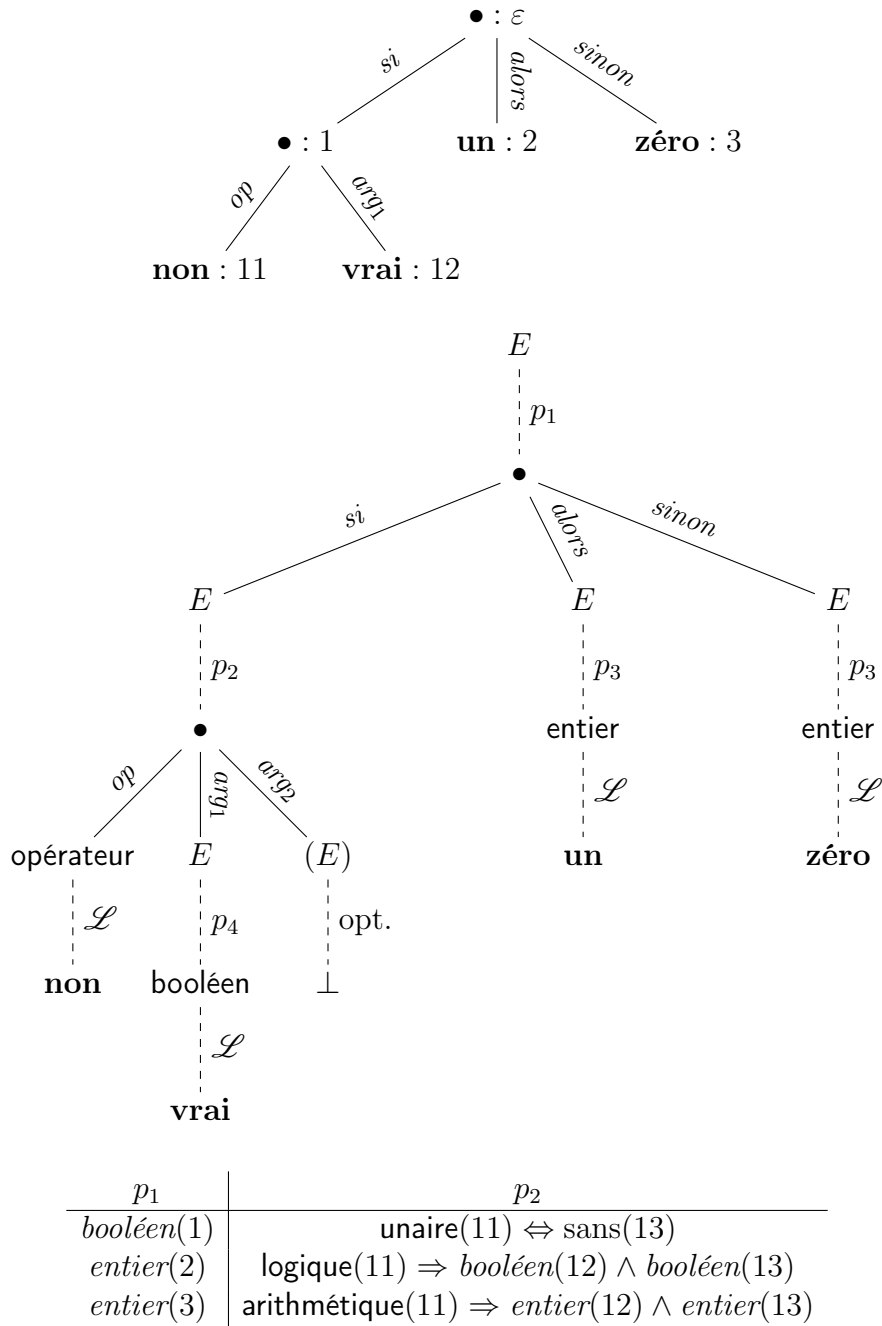 • : ε
si alors sinon
• : 1 un : 2 zéro : 3
op arg₁
non : 11 vrai : 12
E
p₁
•
si alors sinon
E E E
p₂ p₃ p₃
• entier entier
op arg₁ arg₂ ℒ ℒ
opérateur E (E) un zéro
ℒ p₄ opt.
non booléen ⊥
ℒ
vrai
p₁ p₂
booléen(1) unaire(11) ⇔ sans(13)
entier(2) logique(11) ⇒ booléen(12) ∧ booléen(13)
entier(3) arithmétique(11) ⇒ entier(12) ∧ entier(13)